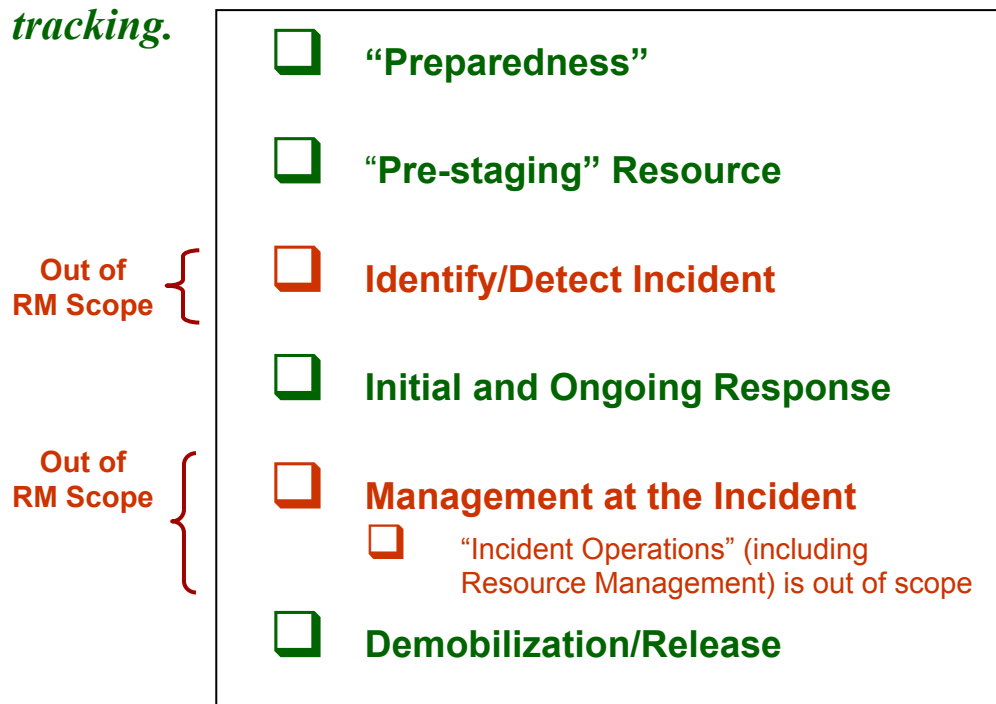 tracking.
“Preparedness”
“Pre-staging” Resource
Out of
RM Scope
Identify/Detect Incident
Initial and Ongoing Response
Out of
RM Scope
Management at the Incident
“Incident Operations” (including
Resource Management) is out of scope
Demobilization/Release